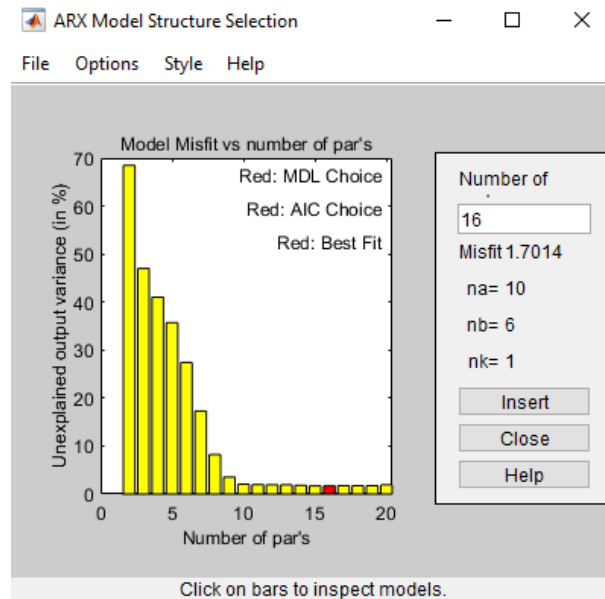 ARX Model Structure Selection
File Options Style Help
Model Misfit vs number of par's
Red: MDL Choice
Red: AIC Choice
Red: Best Fit
Unexplained output variance (in %)
70
60
50
40
30
20
10
0
0 5 10 15 20
Number of par's
Number of
16
Misfit 1.7014
na= 10
nb= 6
nk= 1
Insert
Close
Help
Click on bars to inspect models.